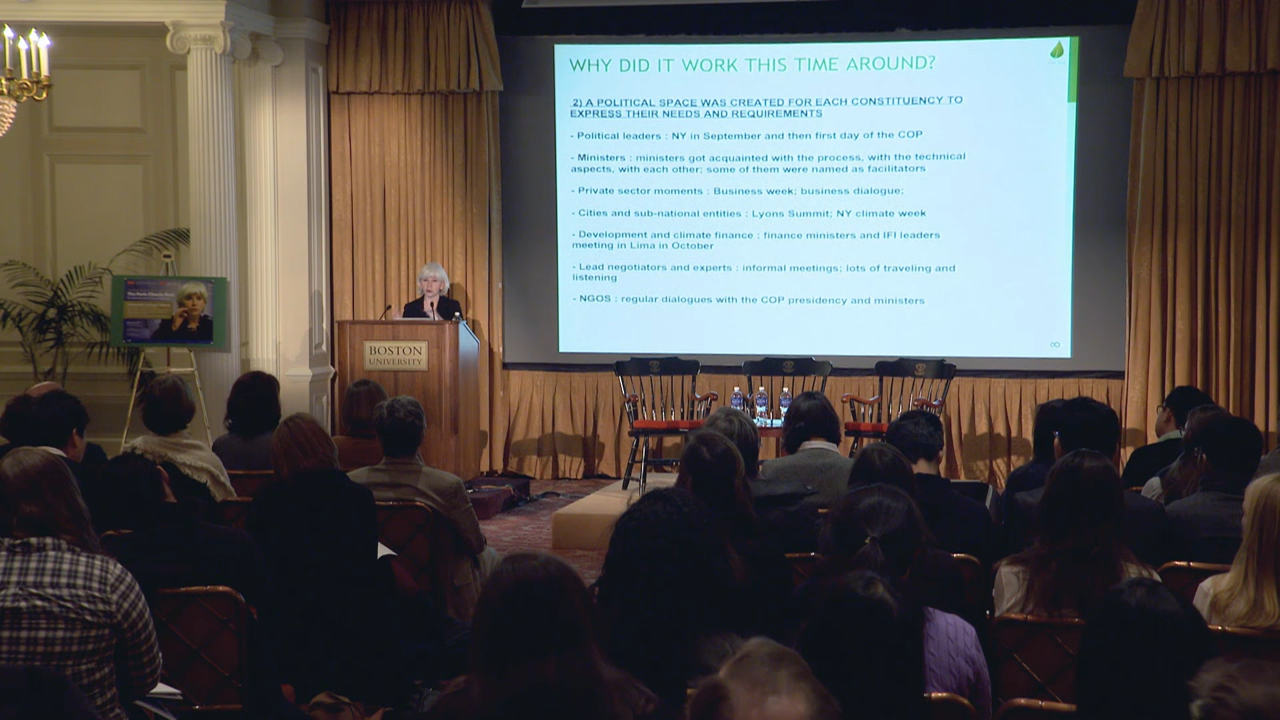 WHY DID IT WORK THIS TIME AROUND?
2) A POLITICAL SPACE WAS CREATED FOR EACH CONSTITUENCY TO
EXPRESS THEIR NEEDS AND REQUIREMENTS
- Political leaders : NY in September and then first day of the COP
- Ministers : ministers got acquainted with the process, with the technical
aspects, with each other; some of them were named as facilitators
- Private sector moments : Business week; business dialogue;
- Cities and sub-national entities : Lyons Summit; NY climate week
- Development and climate finance : finance ministers and IFI leaders
meeting in Lima in October
- Lead negotiators and experts : informal meetings; lots of traveling and
listening
- NGOS : regular dialogues with the COP presidency and ministers
BOSTON
UNIVERSITY